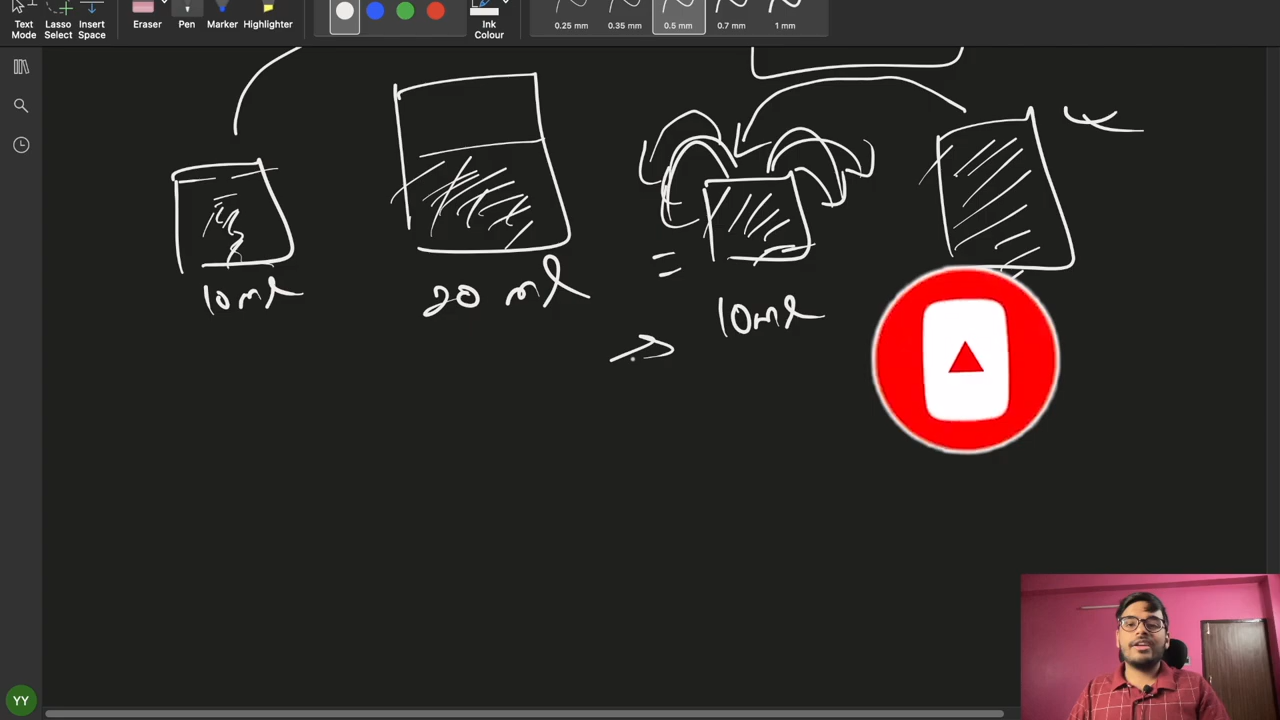 Text Mode
Lasso Select
Insert Space
Eraser
Pen
Marker
Highlighter
Ink Colour
0.25 mm
0.35 mm
0.5 mm
0.7 mm
1 mm
10ml
20 ml
=
10ml
YY